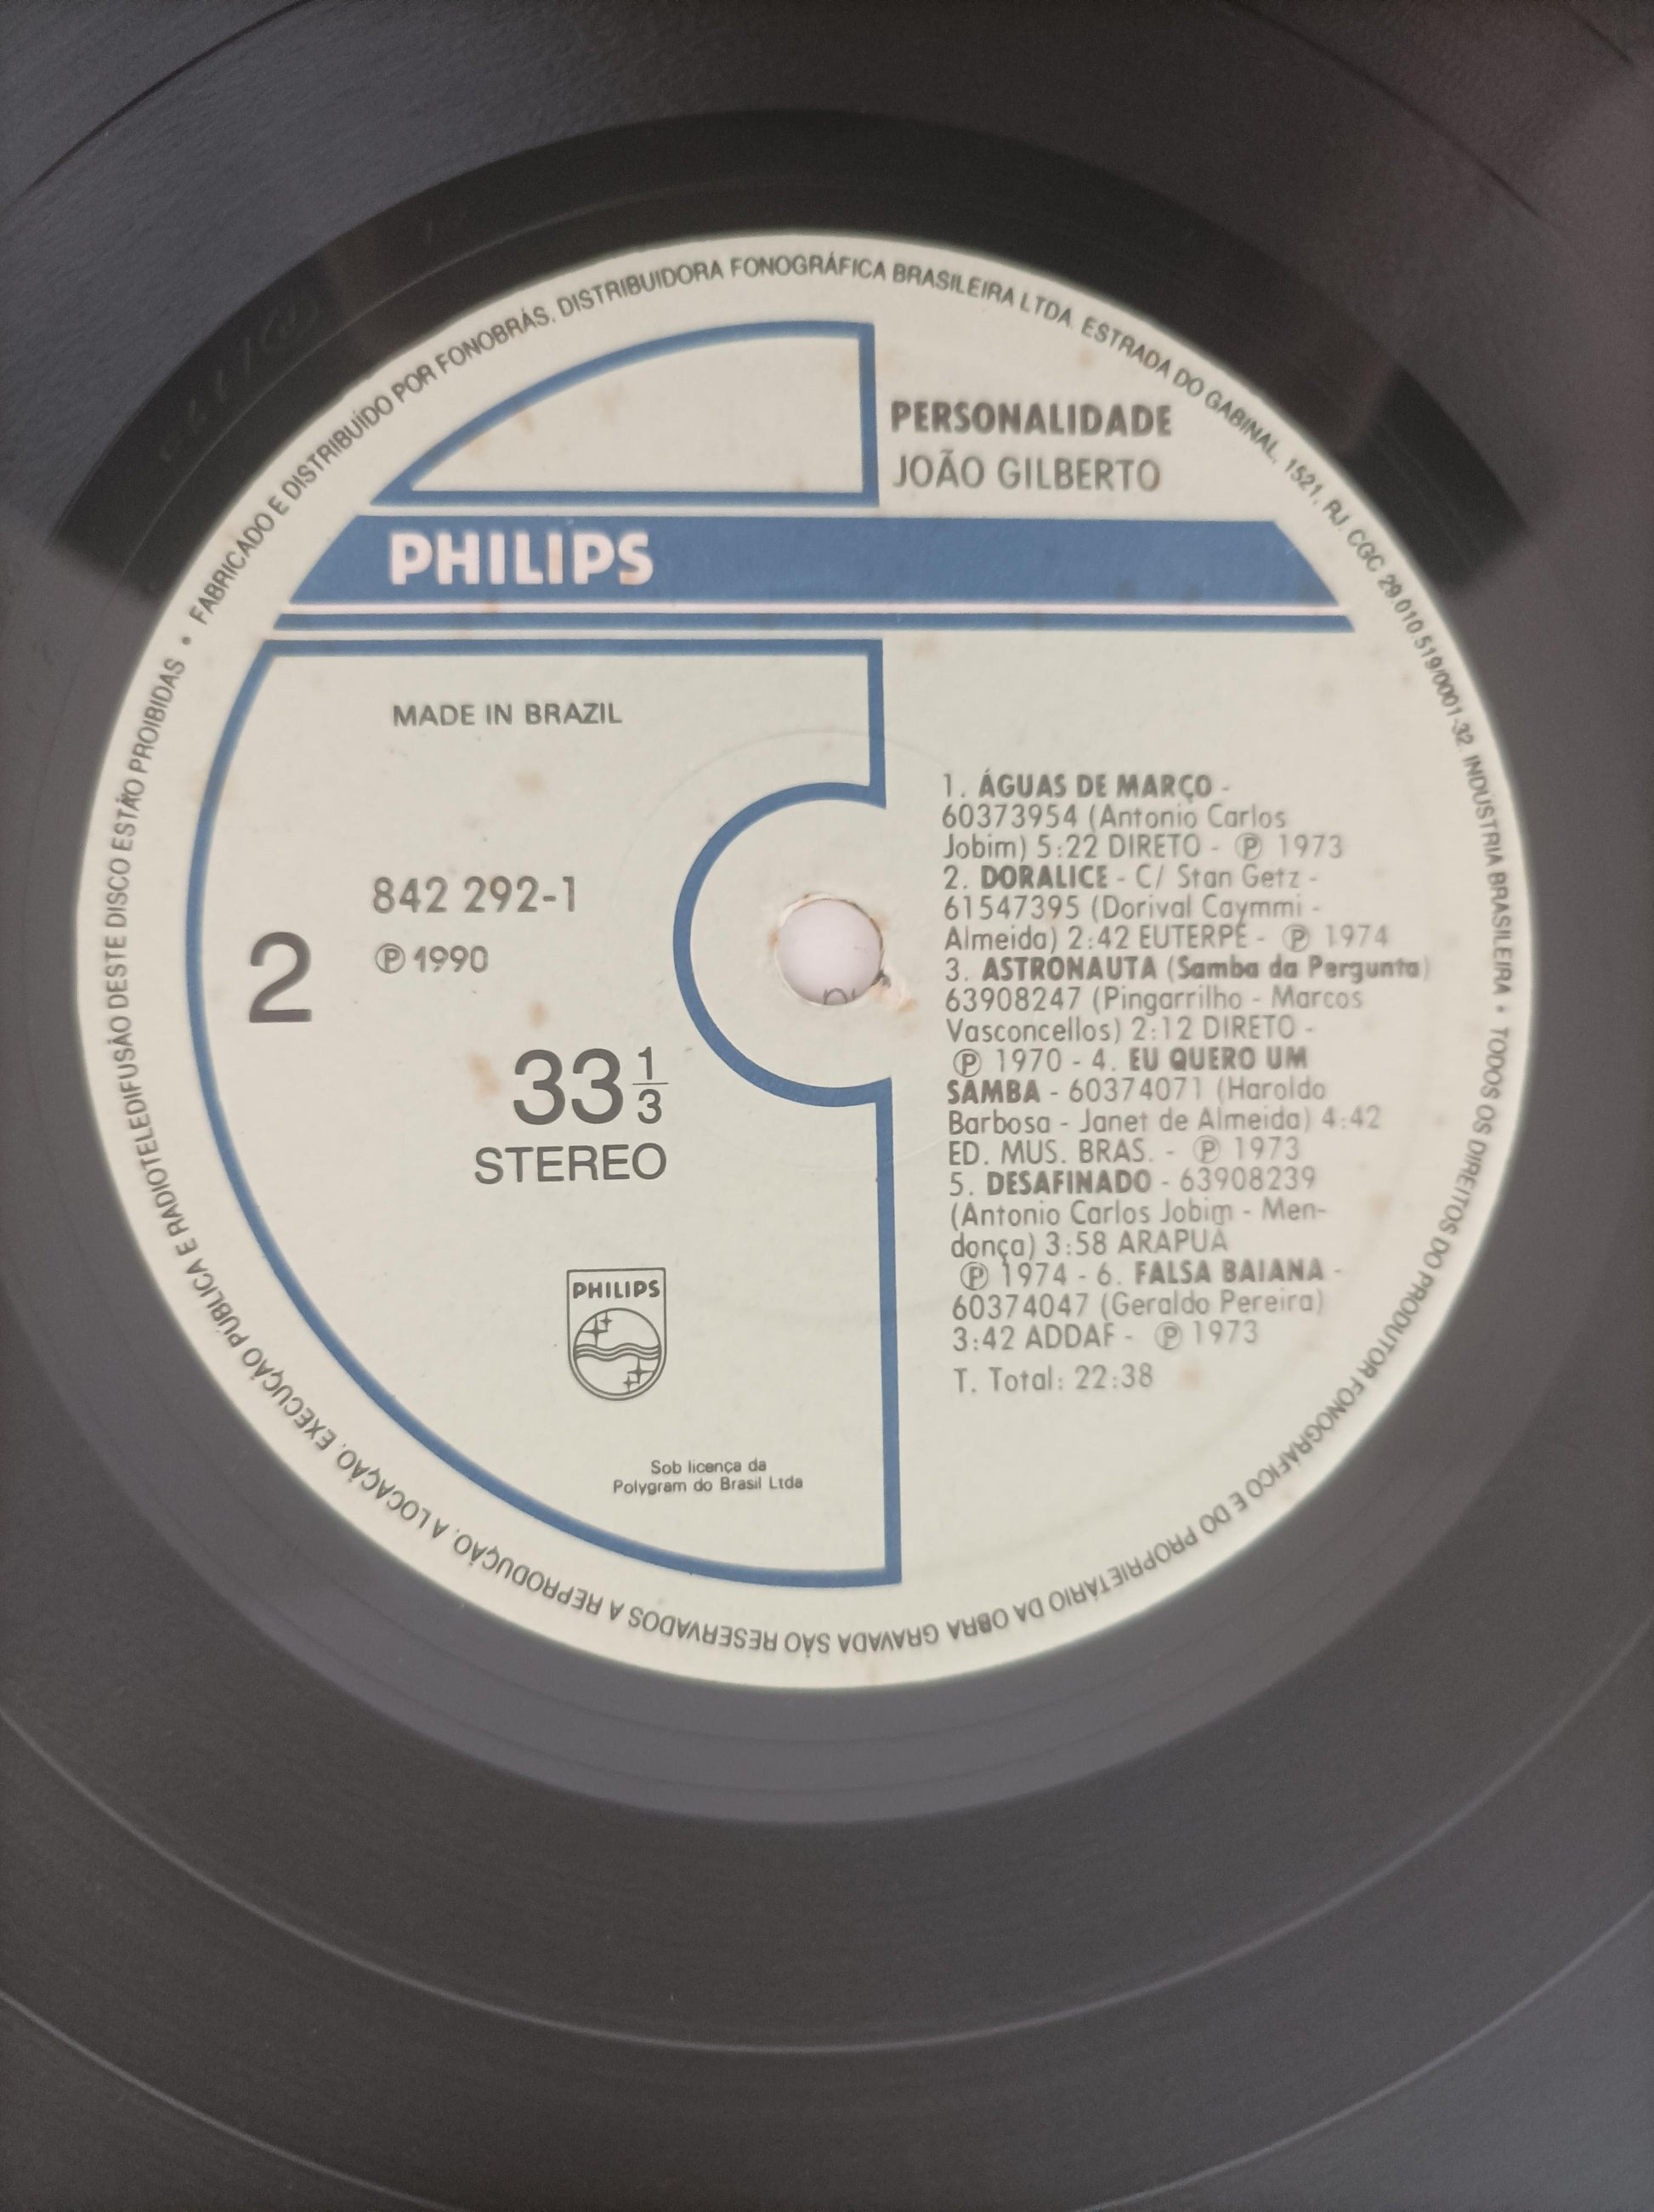 • FABRICADO E DISTRIBUÍDO POR FONOBRÁS. DISTRIBUIDORA FONOGRÁFICA BRASILEIRA LTDA. ESTRADA DO GABINAL, 1521, RJ. CGC 29.010.519/0001-32. INDUSTRIA BRASILEIRA • TODOS OS DIREITOS DO PRODUTOR FONOGRÁFICO E DO PROPRIETÁRIO DA OBRA GRAVADA SÃO RESERVADOS A REPRODUÇÃO, A LOCAÇÃO, EXECUÇÃO PÚBLICA E RADIOTELEDIFUSÃO DESTE DISCO ESTÃO PROIBIDAS
PERSONALIDADE
JOÃO GILBERTO
PHILIPS
MADE IN BRAZIL
842 292-1
℗ 1990
2
33 1/3
STEREO
PHILIPS
Sob licença da
Polygram do Brasil Ltda
1. ÁGUAS DE MARÇO -
60373954 (Antonio Carlos
Jobim) 5:22 DIRETO - ℗ 1973
2. DORALICE - C/ Stan Getz -
61547395 (Dorival Caymmi -
Almeida) 2:42 EUTERPE - ℗ 1974
3. ASTRONAUTA (Samba da Pergunta)
63908247 (Pingarrilho - Marcos
Vasconcellos) 2:12 DIRETO -
℗ 1970 - 4. EU QUERO UM
SAMBA - 60374071 (Haroldo
Barbosa - Janet de Almeida) 4:42
ED. MUS. BRAS. - ℗ 1973
5. DESAFINADO - 63908239
(Antonio Carlos Jobim - Men-
donça) 3:58 ARAPUÃ
℗ 1974 - 6. FALSA BAIANA -
60374047 (Geraldo Pereira)
3:42 ADDAF - ℗ 1973
T. Total: 22:38